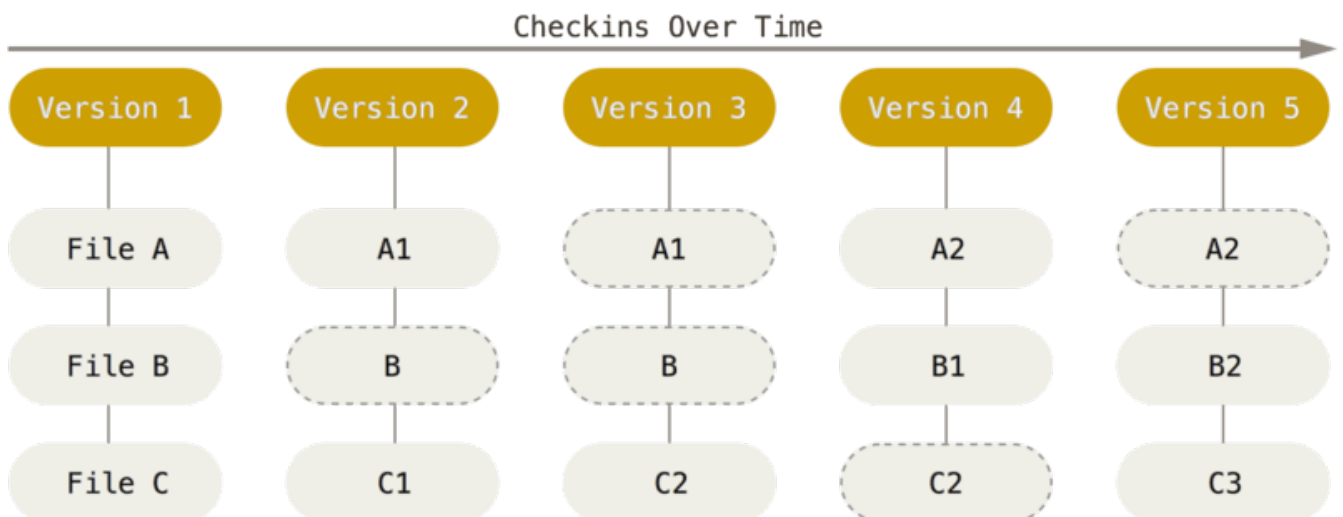 Checkins Over Time
Version 1 Version 2 Version 3 Version 4 Version 5
File A A1 A1 A2 A2
File B B B B1 B2
File C C1 C2 C2 C3